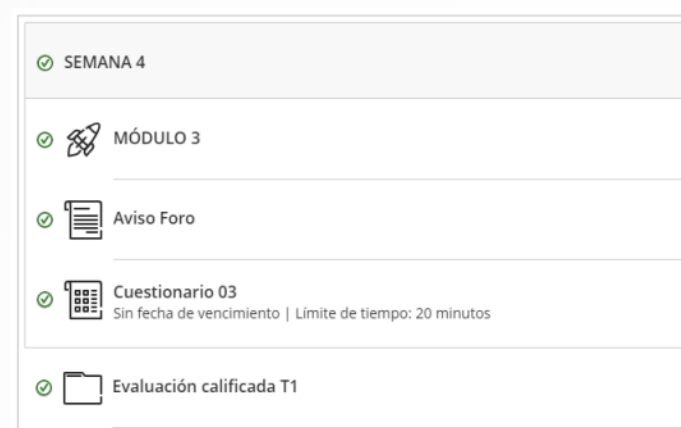 SEMANA 4
MÓDULO 3
Aviso Foro
Cuestionario 03
Sin fecha de vencimiento | Límite de tiempo: 20 minutos
Evaluación calificada T1